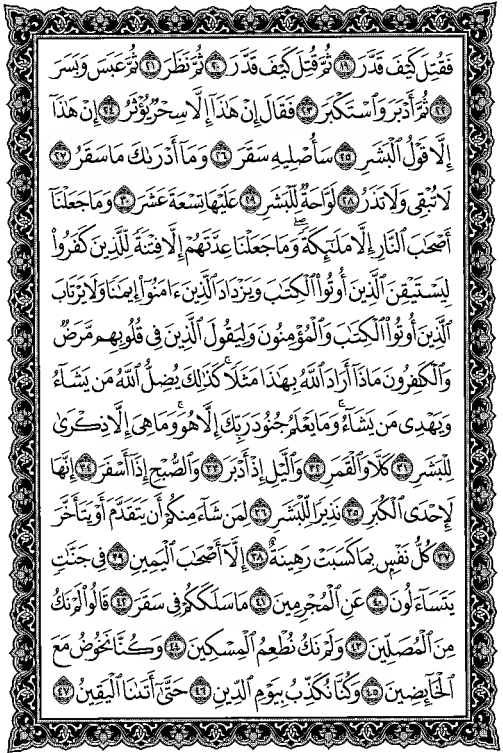 فَقُتِلَ كَيْفَ قَدَّرَ ١٩ ثُمَّ قُتِلَ كَيْفَ قَدَّرَ ٢٠ ثُمَّ نَظَرَ ٢١ ثُمَّ عَبَسَ وَبَسَرَ
٢٢ ثُمَّ أَدْبَرَ وَٱسْتَكْبَرَ ٢٣ فَقَالَ إِنْ هَٰذَآ إِلَّا سِحْرٌ يُؤْثَرُ ٢٤ إِنْ هَٰذَآ
إِلَّا قَوْلُ ٱلْبَشَرِ ٢٥ سَأُصْلِيهِ سَقَرَ ٢٦ وَمَآ أَدْرَىٰكَ مَا سَقَرُ ٢٧
لَا تُبْقِى وَلَا تَذَرُ ٢٨ لَوَّاحَةٌ لِّلْبَشَرِ ٢٩ عَلَيْهَا تِسْعَةَ عَشَرَ ٣٠ وَمَا جَعَلْنَآ
أَصْحَٰبَ ٱلنَّارِ إِلَّا مَلَٰٓئِكَةً ۙ وَمَا جَعَلْنَا عِدَّتَهُمْ إِلَّا فِتْنَةً لِّلَّذِينَ كَفَرُوا۟
لِيَسْتَيْقِنَ ٱلَّذِينَ أُوتُوا۟ ٱلْكِتَٰبَ وَيَزْدَادَ ٱلَّذِينَ ءَامَنُوٓا۟ إِيمَٰنًا وَلَا يَرْتَابَ
ٱلَّذِينَ أُوتُوا۟ ٱلْكِتَٰبَ وَٱلْمُؤْمِنُونَ وَلِيَقُولَ ٱلَّذِينَ فِى قُلُوبِهِم مَّرَضٌ
وَٱلْكَٰفِرُونَ مَاذَآ أَرَادَ ٱللَّهُ بِهَٰذَا مَثَلًا ۚ كَذَٰلِكَ يُضِلُّ ٱللَّهُ مَن يَشَآءُ
وَيَهْدِى مَن يَشَآءُ ۚ وَمَا يَعْلَمُ جُنُودَ رَبِّكَ إِلَّا هُوَ ۚ وَمَا هِىَ إِلَّا ذِكْرَىٰ
لِلْبَشَرِ ٣١ كَلَّا وَٱلْقَمَرِ ٣٢ وَٱلَّيْلِ إِذْ أَدْبَرَ ٣٣ وَٱلصُّبْحِ إِذَآ أَسْفَرَ ٣٤ إِنَّهَا
لَإِحْدَى ٱلْكُبَرِ ٣٥ نَذِيرًا لِّلْبَشَرِ ٣٦ لِمَن شَآءَ مِنكُمْ أَن يَتَقَدَّمَ أَوْ يَتَأَخَّرَ
٣٧ كُلُّ نَفْسٍۭ بِمَا كَسَبَتْ رَهِينَةٌ ٣٨ إِلَّآ أَصْحَٰبَ ٱلْيَمِينِ ٣٩ فِى جَنَّٰتٍ
يَتَسَآءَلُونَ ٤٠ عَنِ ٱلْمُجْرِمِينَ ٤١ مَا سَلَكَكُمْ فِى سَقَرَ ٤٢ قَالُوا۟ لَمْ نَكُ
مِنَ ٱلْمُصَلِّينَ ٤٣ وَلَمْ نَكُ نُطْعِمُ ٱلْمِسْكِينَ ٤٤ وَكُنَّا نَخُوضُ مَعَ
ٱلْخَآئِضِينَ ٤٥ وَكُنَّا نُكَذِّبُ بِيَوْمِ ٱلدِّينِ ٤٦ حَتَّىٰٓ أَتَىٰنَا ٱلْيَقِينُ ٤٧